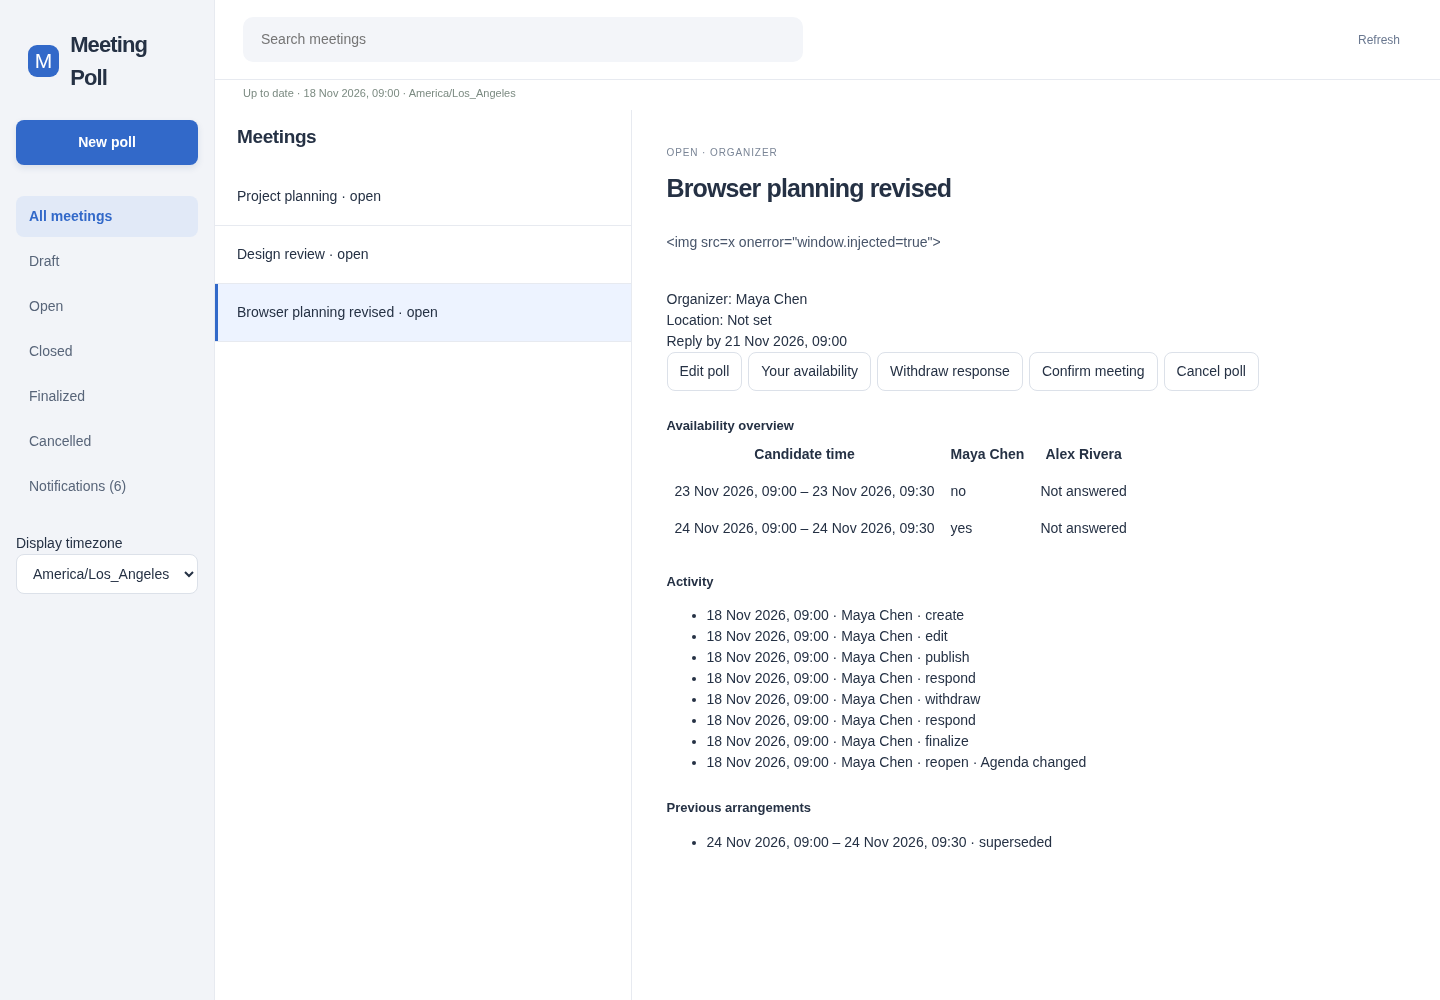 M
Meeting
Poll
New poll
All meetings
Draft
Open
Closed
Finalized
Cancelled
Notifications (6)
Display timezone
America/Los_Angeles
Search meetings
Refresh
Up to date · 18 Nov 2026, 09:00 · America/Los_Angeles
Meetings
Project planning · open
Design review · open
Browser planning revised · open
OPEN · ORGANIZER
Browser planning revised
<img src=x onerror="window.injected=true">
Organizer: Maya Chen
Location: Not set
Reply by 21 Nov 2026, 09:00
Edit poll Your availability Withdraw response Confirm meeting Cancel poll
Availability overview
Candidate time Maya Chen Alex Rivera
23 Nov 2026, 09:00 – 23 Nov 2026, 09:30 no Not answered
24 Nov 2026, 09:00 – 24 Nov 2026, 09:30 yes Not answered
Activity
• 18 Nov 2026, 09:00 · Maya Chen · create
• 18 Nov 2026, 09:00 · Maya Chen · edit
• 18 Nov 2026, 09:00 · Maya Chen · publish
• 18 Nov 2026, 09:00 · Maya Chen · respond
• 18 Nov 2026, 09:00 · Maya Chen · withdraw
• 18 Nov 2026, 09:00 · Maya Chen · respond
• 18 Nov 2026, 09:00 · Maya Chen · finalize
• 18 Nov 2026, 09:00 · Maya Chen · reopen · Agenda changed
Previous arrangements
• 24 Nov 2026, 09:00 – 24 Nov 2026, 09:30 · superseded